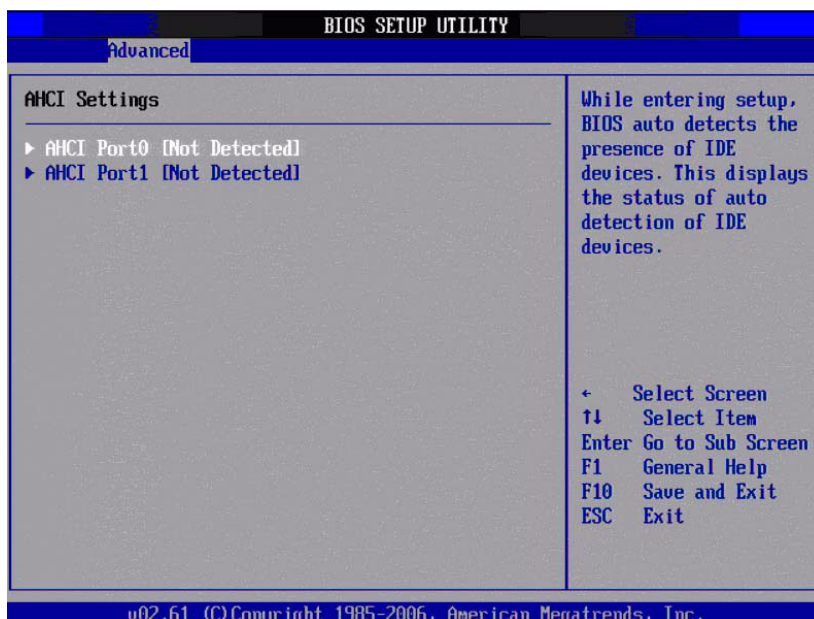 BIOS SETUP UTILITY
Advanced
AHCI Settings
▶ AHCI Port0 [Not Detected]
▶ AHCI Port1 [Not Detected]
While entering setup,
BIOS auto detects the
presence of IDE
devices. This displays
the status of auto
detection of IDE
devices.
← Select Screen
↑↓ Select Item
Enter Go to Sub Screen
F1 General Help
F10 Save and Exit
ESC Exit
v02.61 (C)Copyright 1985-2006, American Megatrends, Inc.